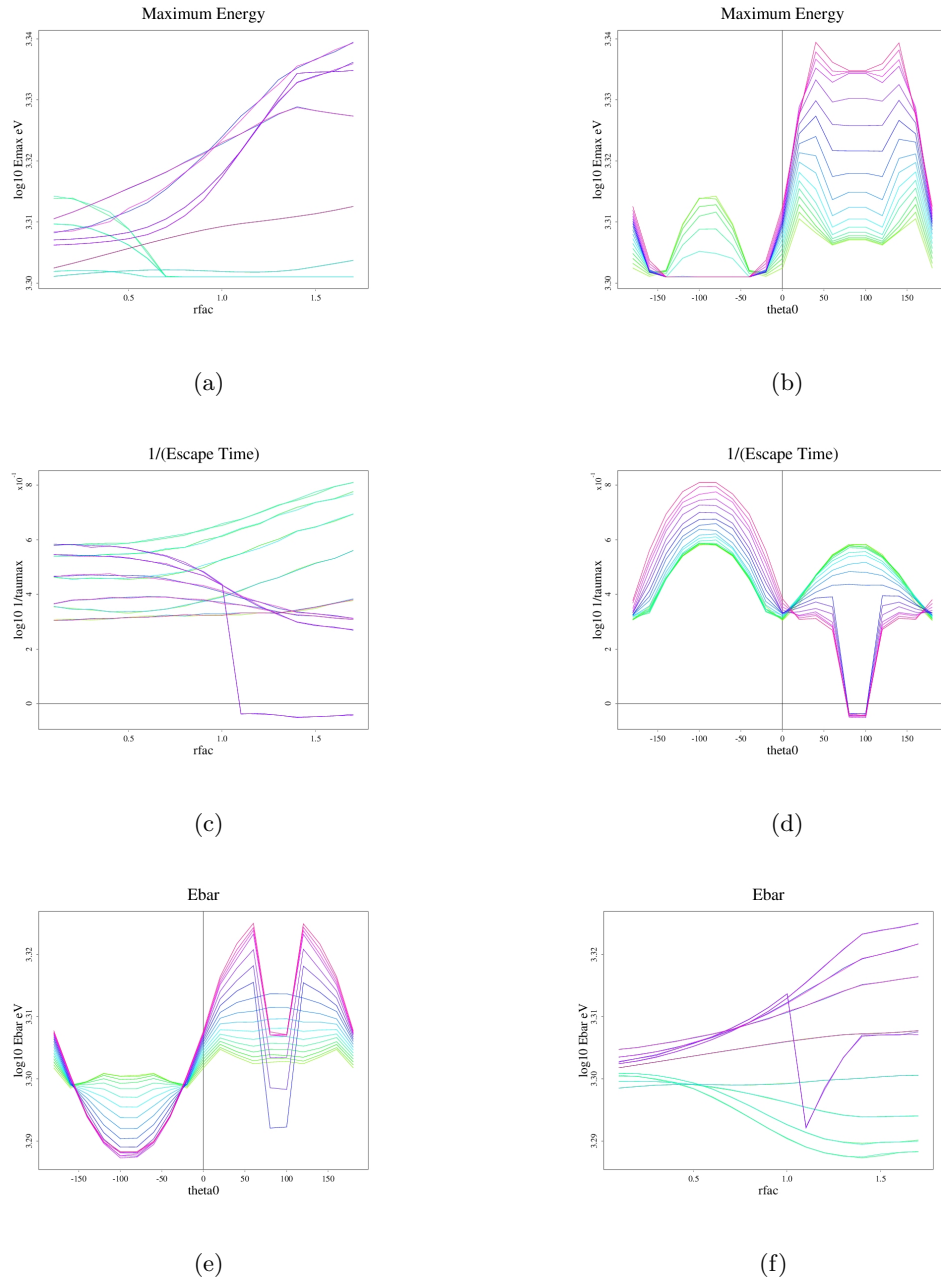 Maximum Energy
log10 Emax eV
3.30
3.31
3.32
3.33
3.34
0.5
1.0
1.5
rfac
(a)
Maximum Energy
log10 Emax eV
3.30
3.31
3.32
3.33
3.34
-150
-100
-50
0
50
100
150
theta0
(b)
1/(Escape Time)
log10 1/taumax
x10⁻¹
0
2
4
6
8
0.5
1.0
1.5
rfac
(c)
1/(Escape Time)
log10 1/taumax
x10⁻¹
0
2
4
6
8
-150
-100
-50
0
50
100
150
theta0
(d)
Ebar
log10 Ebar eV
3.29
3.30
3.31
3.32
-150
-100
-50
0
50
100
150
theta0
(e)
Ebar
log10 Ebar eV
3.29
3.30
3.31
3.32
0.5
1.0
1.5
rfac
(f)